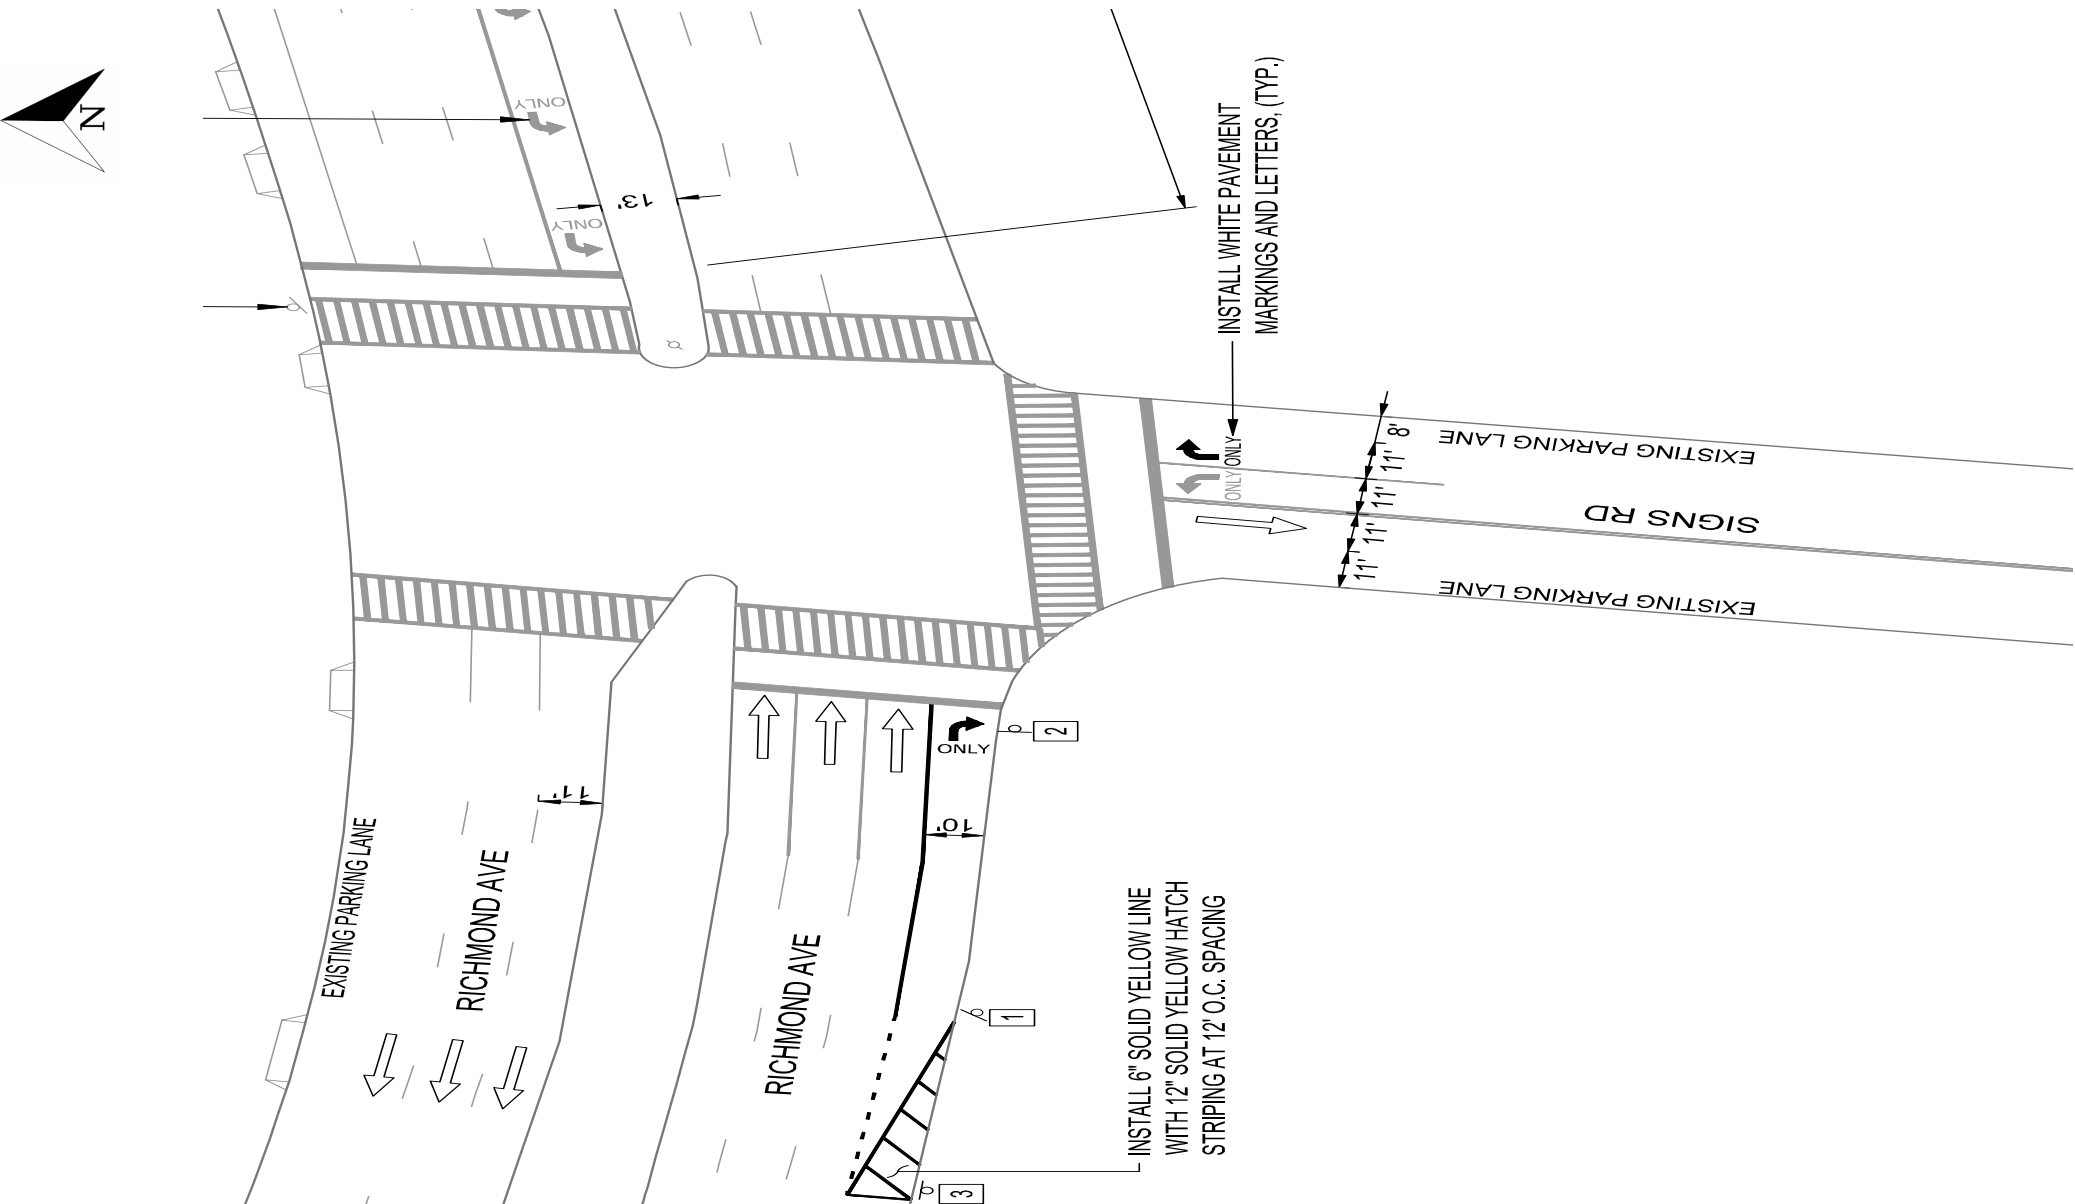 N
ONLY
13'
ONLY
INSTALL WHITE PAVEMENT
MARKINGS AND LETTERS, (TYP.)
ONLY
ONLY
8'
11'
11'
11'
11'
EXISTING PARKING LANE
SIGNS RD
EXISTING PARKING LANE
ONLY
2
11'
10'
EXISTING PARKING LANE
RICHMOND AVE
RICHMOND AVE
1
INSTALL 6" SOLID YELLOW LINE
WITH 12" SOLID YELLOW HATCH
STRIPING AT 12' O.C. SPACING
3